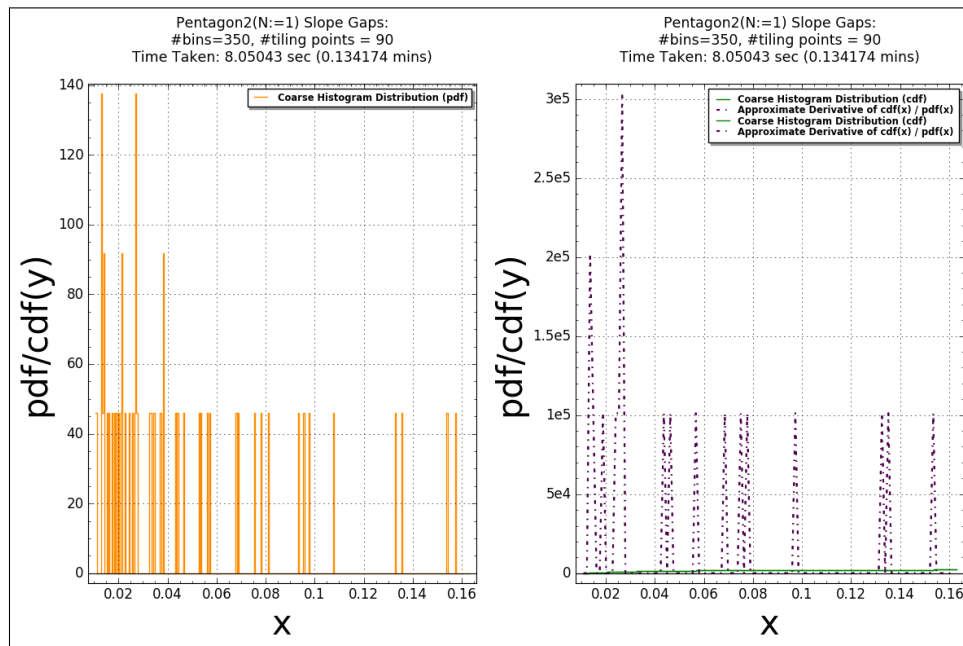 Pentagon2(N:=1) Slope Gaps:
#bins=350, #tiling points = 90
Time Taken: 8.05043 sec (0.134174 mins)
140
120
100
80
60
40
20
0
pdf/cdf(y)
Coarse Histogram Distribution (pdf)
0.02 0.04 0.06 0.08 0.1 0.12 0.14 0.16
x
Pentagon2(N:=1) Slope Gaps:
#bins=350, #tiling points = 90
Time Taken: 8.05043 sec (0.134174 mins)
3e5
2.5e5
2e5
1.5e5
1e5
5e4
0
pdf/cdf(y)
Coarse Histogram Distribution (cdf)
Approximate Derivative of cdf(x) / pdf(x)
Coarse Histogram Distribution (cdf)
Approximate Derivative of cdf(x) / pdf(x)
0.02 0.04 0.06 0.08 0.1 0.12 0.14 0.16
x